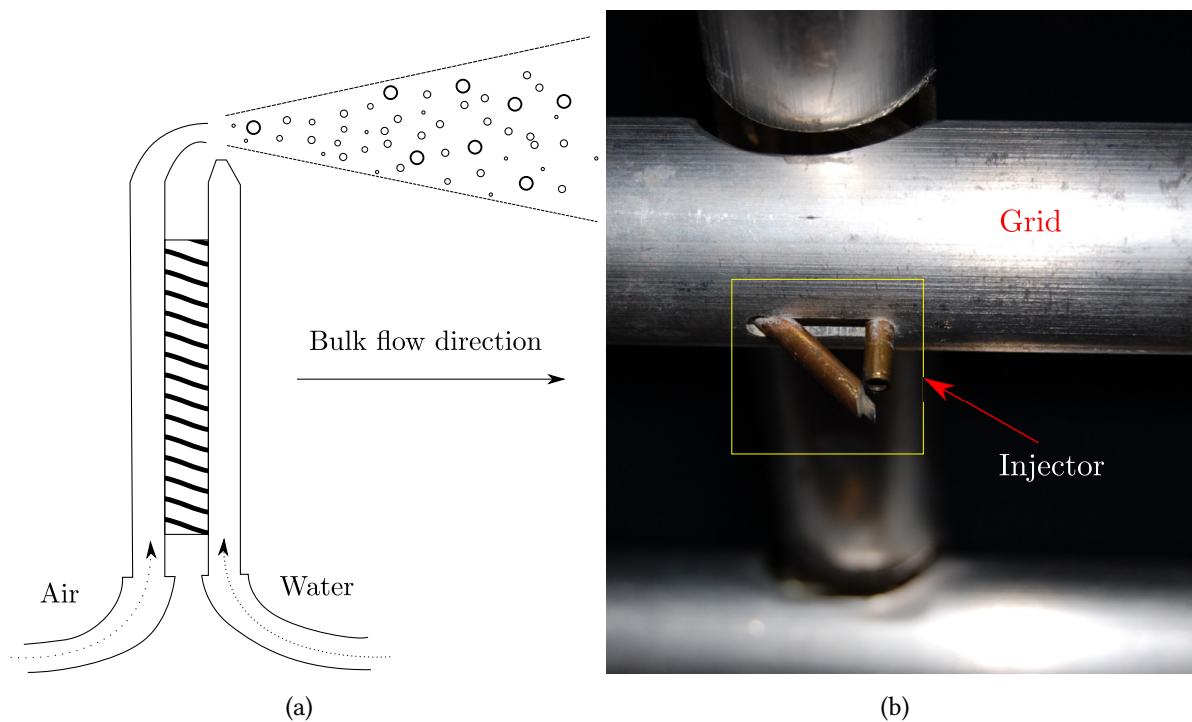 Bulk flow direction
Air
Water
(a)
Grid
Injector
(b)